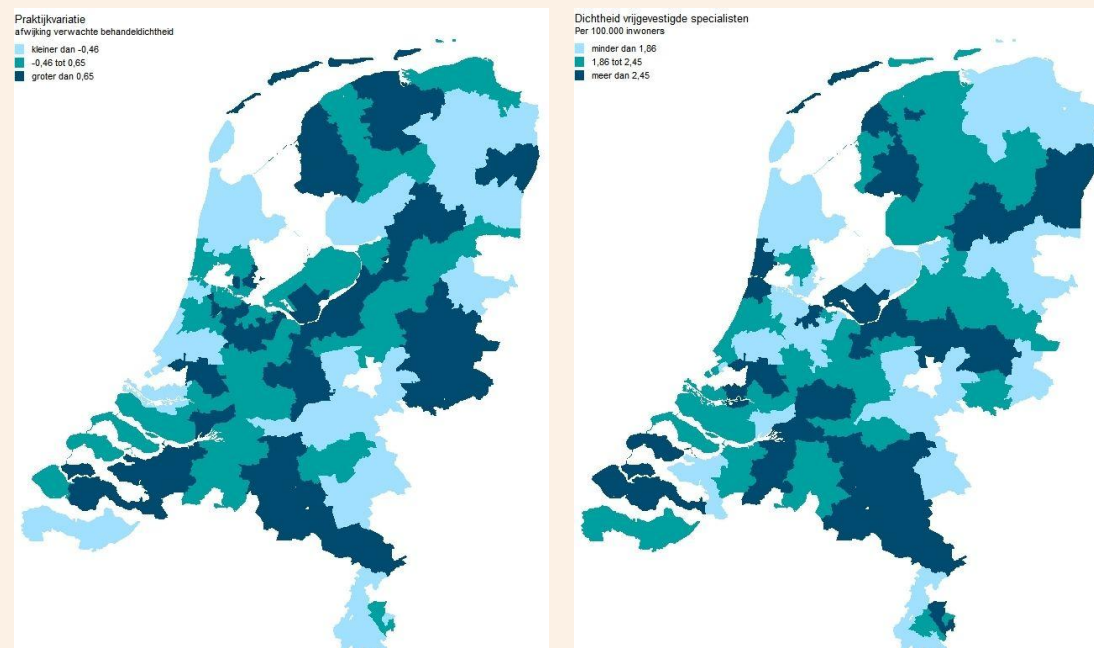 Praktijkvariatie
afwijking verwachte behandeldichtheid
kleiner dan -0,46
-0,46 tot 0,65
groter dan 0,65
Dichtheid vrijgevestigde specialisten
Per 100.000 inwoners
minder dan 1,86
1,86 tot 2,45
meer dan 2,45